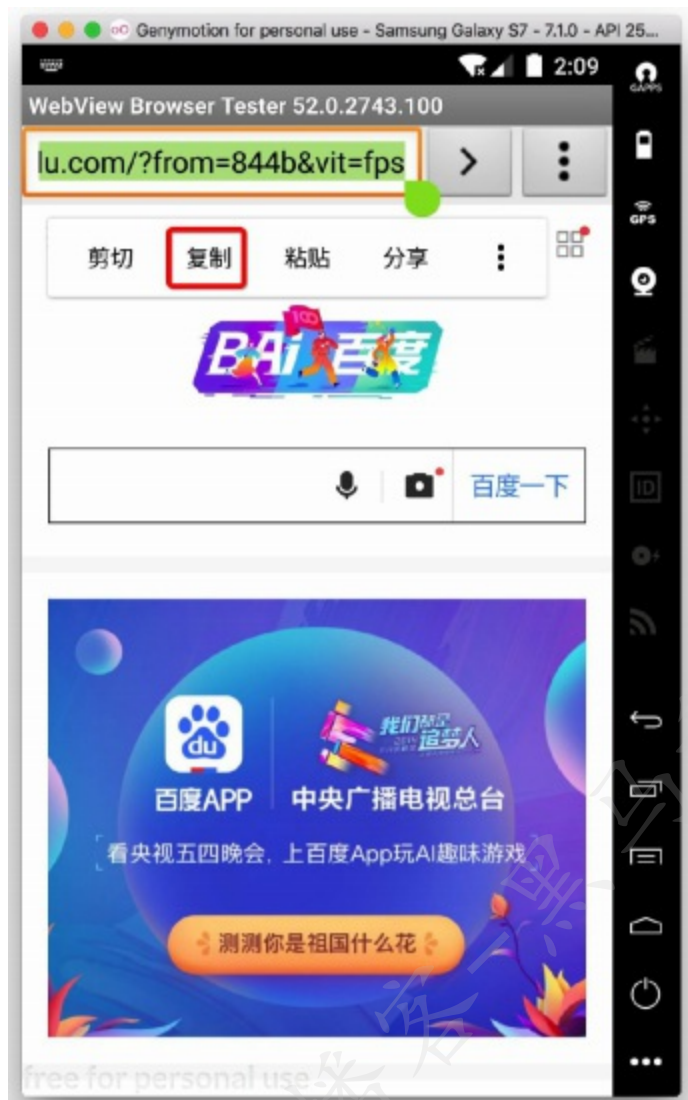 Genymotion for personal use - Samsung Galaxy S7 - 7.1.0 - API 25....
2:09
GAPPS
WebView Browser Tester 52.0.2743.100
lu.com/?from=844b&vit=fps
GPS
剪切 复制 粘贴 分享
100
BAI 百度
百度一下
ID
我们都是
追梦人
du
百度APP 中央广播电视总台
看央视五四晚会,上百度App玩AI趣味游戏
测测你是祖国什么花
free for personal use